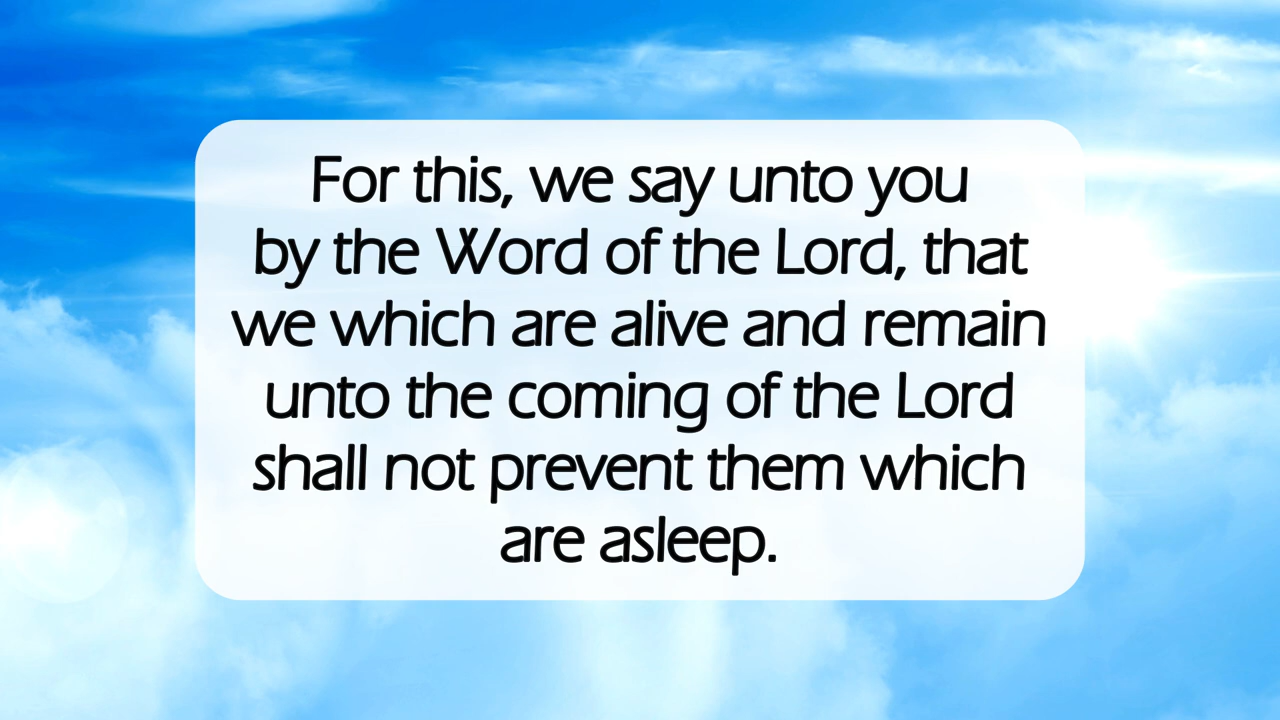 For this, we say unto you
by the Word of the Lord, that
we which are alive and remain
unto the coming of the Lord
shall not prevent them which
are asleep.